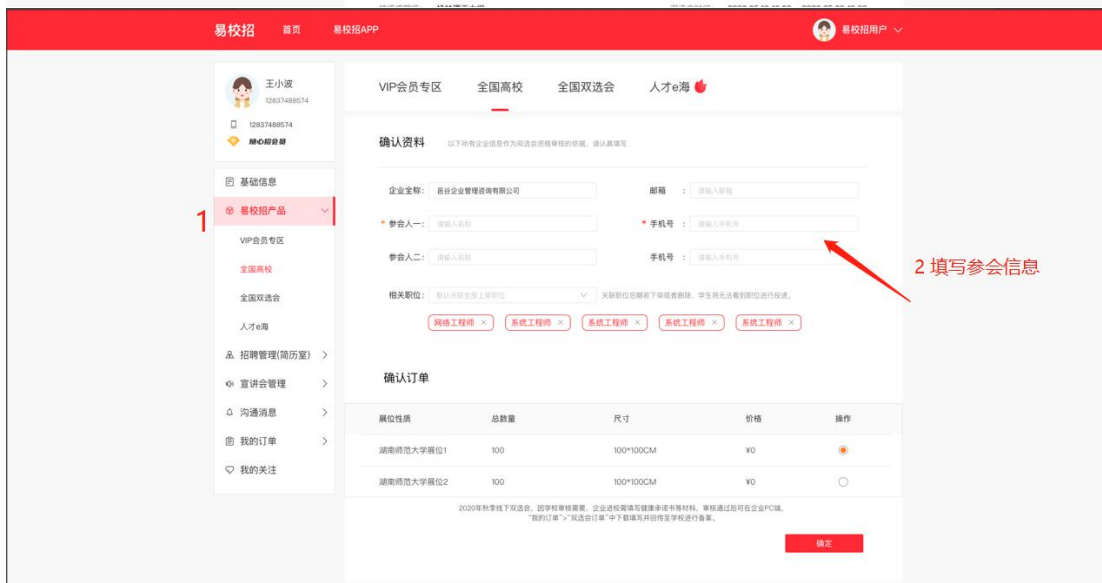 易校招 首页 易校招APP 易校招用户
王小波
12837488574
12837488574
随心招会员
基础信息
易校招产品
VIP会员专区
全国高校
全国双选会
人才e海
招聘管理(简历室)
宣讲会管理
沟通消息
我的订单
我的关注
1
VIP会员专区 全国高校 全国双选会 人才e海
确认资料 以下所有企业信息作为双选会资格审核的依据，请认真填写
企业全称： 邑谷企业管理咨询有限公司 邮箱 ： 请输入邮箱
* 参会人一： 请输入名称 * 手机号 ： 请输入手机号
参会人二： 请输入名称 手机号 ： 请输入手机号
2 填写参会信息
相关职位： 默认关联全部上架职位 关联职位后期若下架或者删除，学生将无法看到职位进行投递。
网络工程师 × 系统工程师 × 系统工程师 × 系统工程师 × 系统工程师 ×
确认订单
展位性质 总数量 尺寸 价格 操作
湖南师范大学展位1 100 100*100CM ¥0
湖南师范大学展位2 100 100*100CM ¥0
2020年秋季线下双选会，因学校审核需要，企业进校需填写健康承诺书等材料，审核通过后可在企业PC端，
“我的订单”>“双选会订单”中下载填写并回传至学校进行备案。
确定